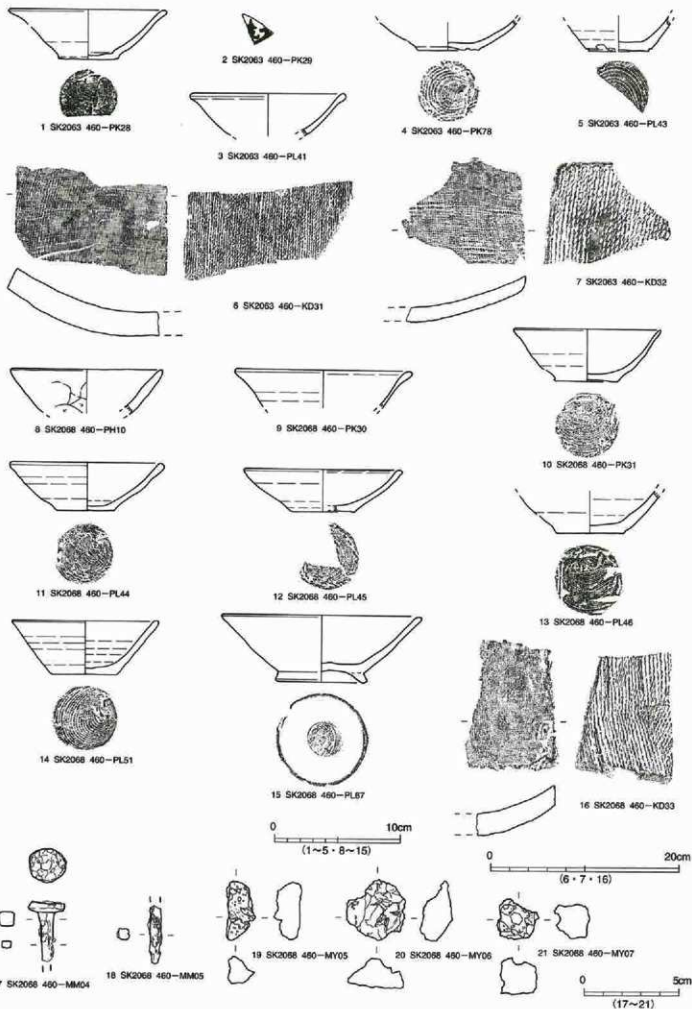 1 SK2063 460-PK28
2 SK2063 460-PK29
3 SK2063 460-PL41
4 SK2063 460-PK78
5 SK2063 460-PL43
6 SK2063 460-KD31
7 SK2063 460-KD32
8 SK2068 460-PH10
9 SK2068 460-PK30
10 SK2068 460-PK31
11 SK2068 460-PL44
12 SK2068 460-PL45
13 SK2068 460-PL46
14 SK2068 460-PL51
15 SK2068 460-PL67
16 SK2068 460-KD33
0 10cm
(1~5・8~15)
0 20cm
(6・7・16)
7 SK2068 460-MM04
18 SK2068 460-MM05
19 SK2068 460-MY05
20 SK2068 460-MY06
21 SK2068 460-MY07
0 5cm
(17~21)